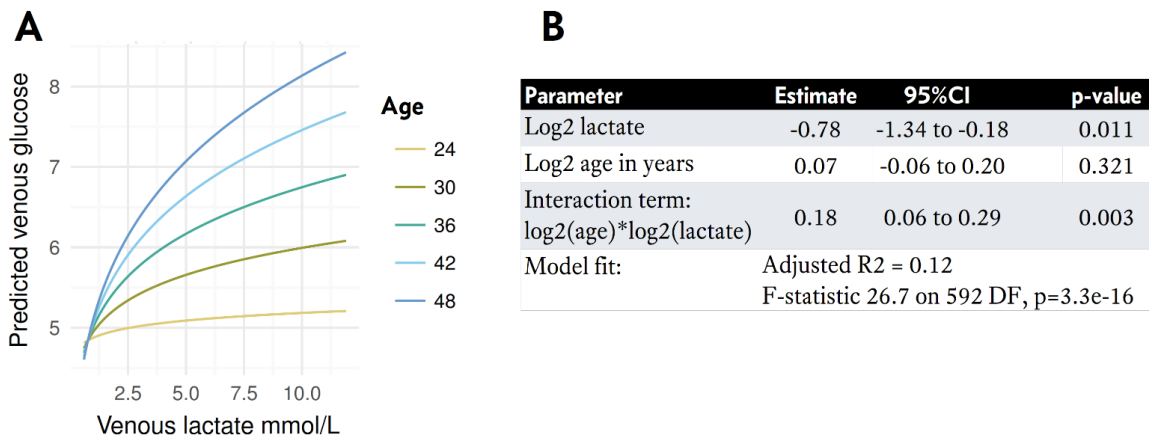 A
Predicted venous glucose
8
7
6
5
2.5 5.0 7.5 10.0
Venous lactate mmol/L
Age
24
30
36
42
48
B
Parameter Estimate 95%CI p-value
Log2 lactate -0.78 -1.34 to -0.18 0.011
Log2 age in years 0.07 -0.06 to 0.20 0.321
Interaction term:
log2(age)*log2(lactate) 0.18 0.06 to 0.29 0.003
Model fit: Adjusted R2 = 0.12
F-statistic 26.7 on 592 DF, p=3.3e-16